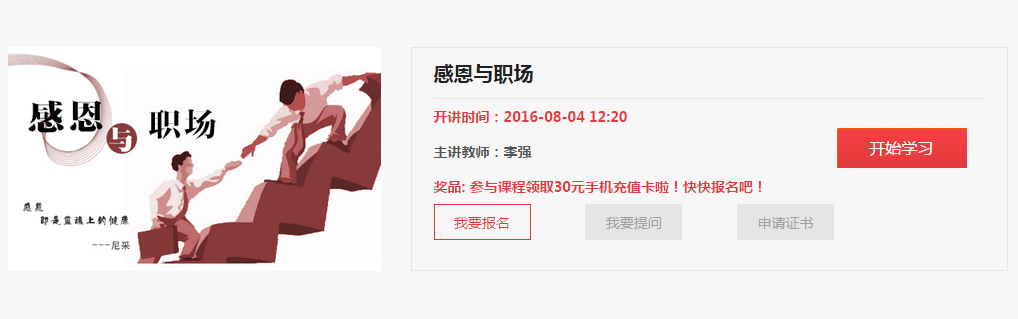 感恩与职场
感恩
即是灵魂上的健康
---尼采
感恩与职场
开讲时间：2016-08-04 12:20
主讲教师：李强
开始学习
奖品: 参与课程领取30元手机充值卡啦！快快报名吧！
我要报名
我要提问
申请证书